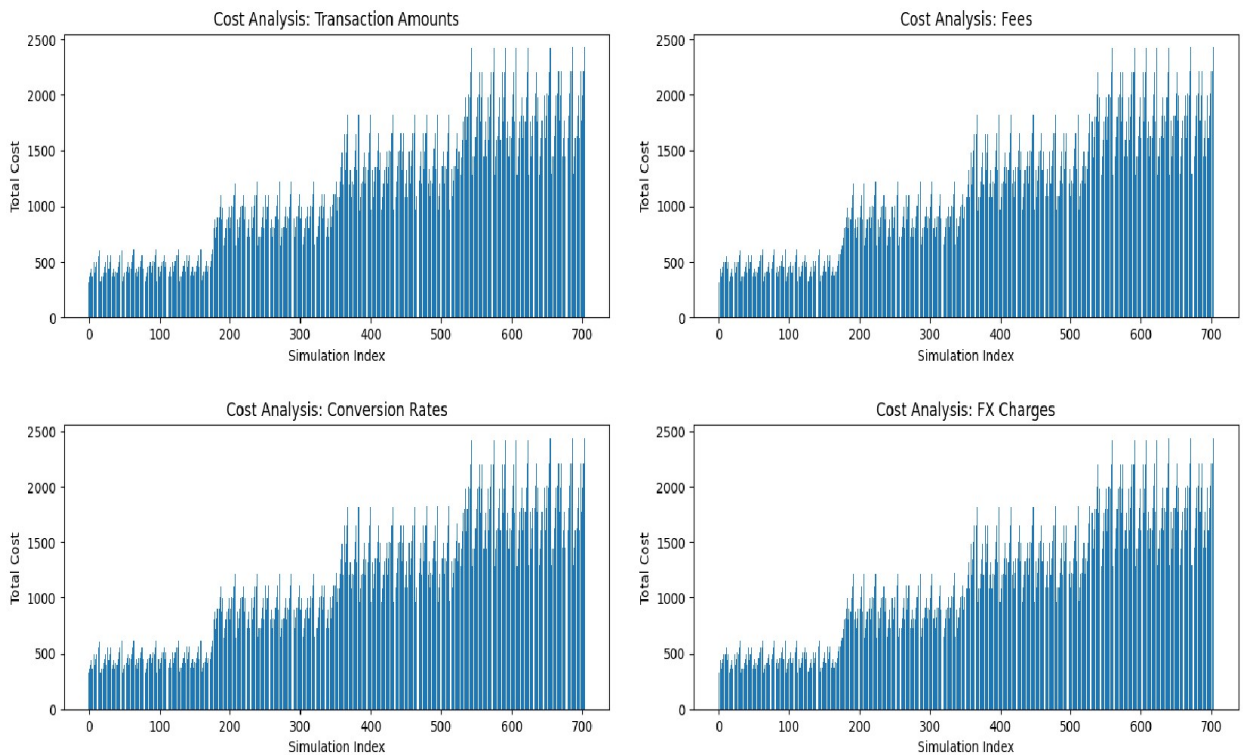 Cost Analysis: Transaction Amounts
2500
2000
1500
1000
500
0
Total Cost
0 100 200 300 400 500 600 700
Simulation Index
Cost Analysis: Fees
2500
2000
1500
1000
500
0
Total Cost
0 100 200 300 400 500 600 700
Simulation Index
Cost Analysis: Conversion Rates
2500
2000
1500
1000
500
0
Total Cost
0 100 200 300 400 500 600 700
Simulation Index
Cost Analysis: FX Charges
2500
2000
1500
1000
500
0
Total Cost
0 100 200 300 400 500 600 700
Simulation Index